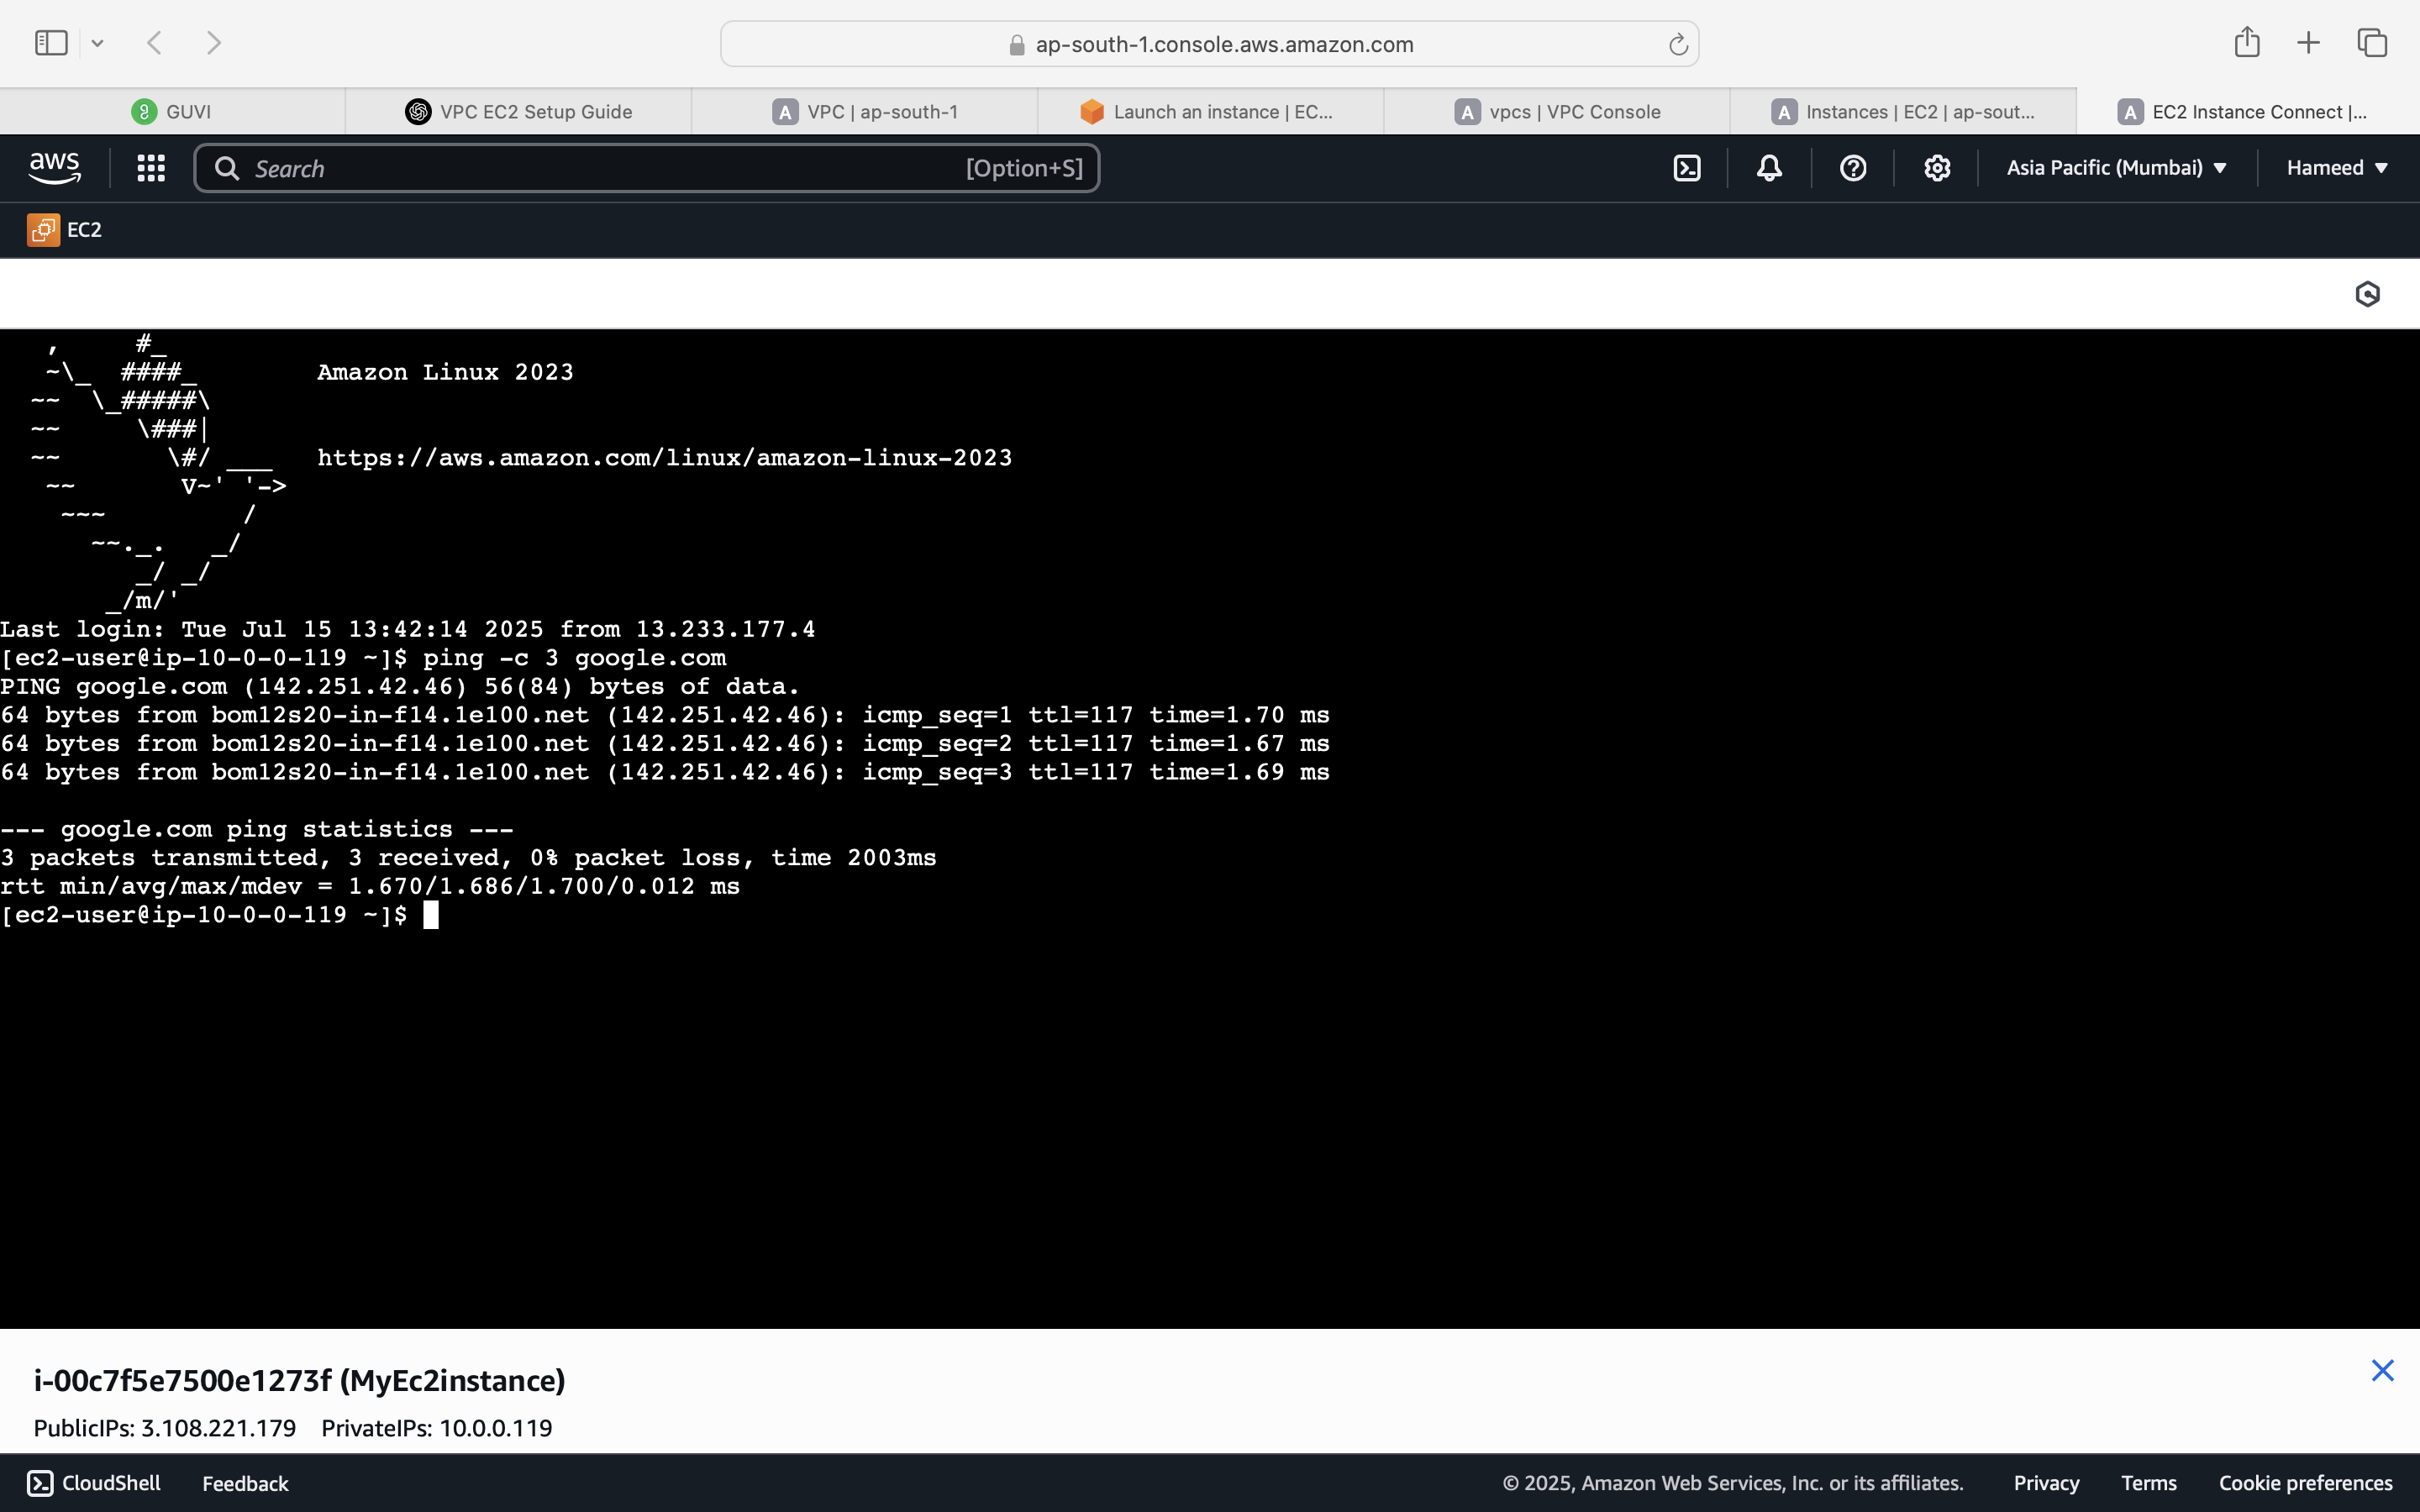 ap-south-1.console.aws.amazon.com
GUVI
VPC EC2 Setup Guide
A VPC | ap-south-1
Launch an instance | EC...
A vpcs | VPC Console
A Instances | EC2 | ap-sout...
A EC2 Instance Connect |...
aws
Search [Option+S]
Asia Pacific (Mumbai)
Hameed
EC2
   ,     #_
   ~\_  ####_        Amazon Linux 2023
  ~~  \_#####\
  ~~     \###|
  ~~       \#/ ___   https://aws.amazon.com/linux/amazon-linux-2023
   ~~       V~' '->
    ~~~         /
      ~~._.   _/
         _/ _/
       _/m/'
Last login: Tue Jul 15 13:42:14 2025 from 13.233.177.4
[ec2-user@ip-10-0-0-119 ~]$ ping -c 3 google.com
PING google.com (142.251.42.46) 56(84) bytes of data.
64 bytes from bom12s20-in-f14.1e100.net (142.251.42.46): icmp_seq=1 ttl=117 time=1.70 ms
64 bytes from bom12s20-in-f14.1e100.net (142.251.42.46): icmp_seq=2 ttl=117 time=1.67 ms
64 bytes from bom12s20-in-f14.1e100.net (142.251.42.46): icmp_seq=3 ttl=117 time=1.69 ms
--- google.com ping statistics ---
3 packets transmitted, 3 received, 0% packet loss, time 2003ms
rtt min/avg/max/mdev = 1.670/1.686/1.700/0.012 ms
[ec2-user@ip-10-0-0-119 ~]$
i-00c7f5e7500e1273f (MyEc2instance)
PublicIPs: 3.108.221.179 PrivateIPs: 10.0.0.119
CloudShell Feedback
© 2025, Amazon Web Services, Inc. or its affiliates. Privacy Terms Cookie preferences